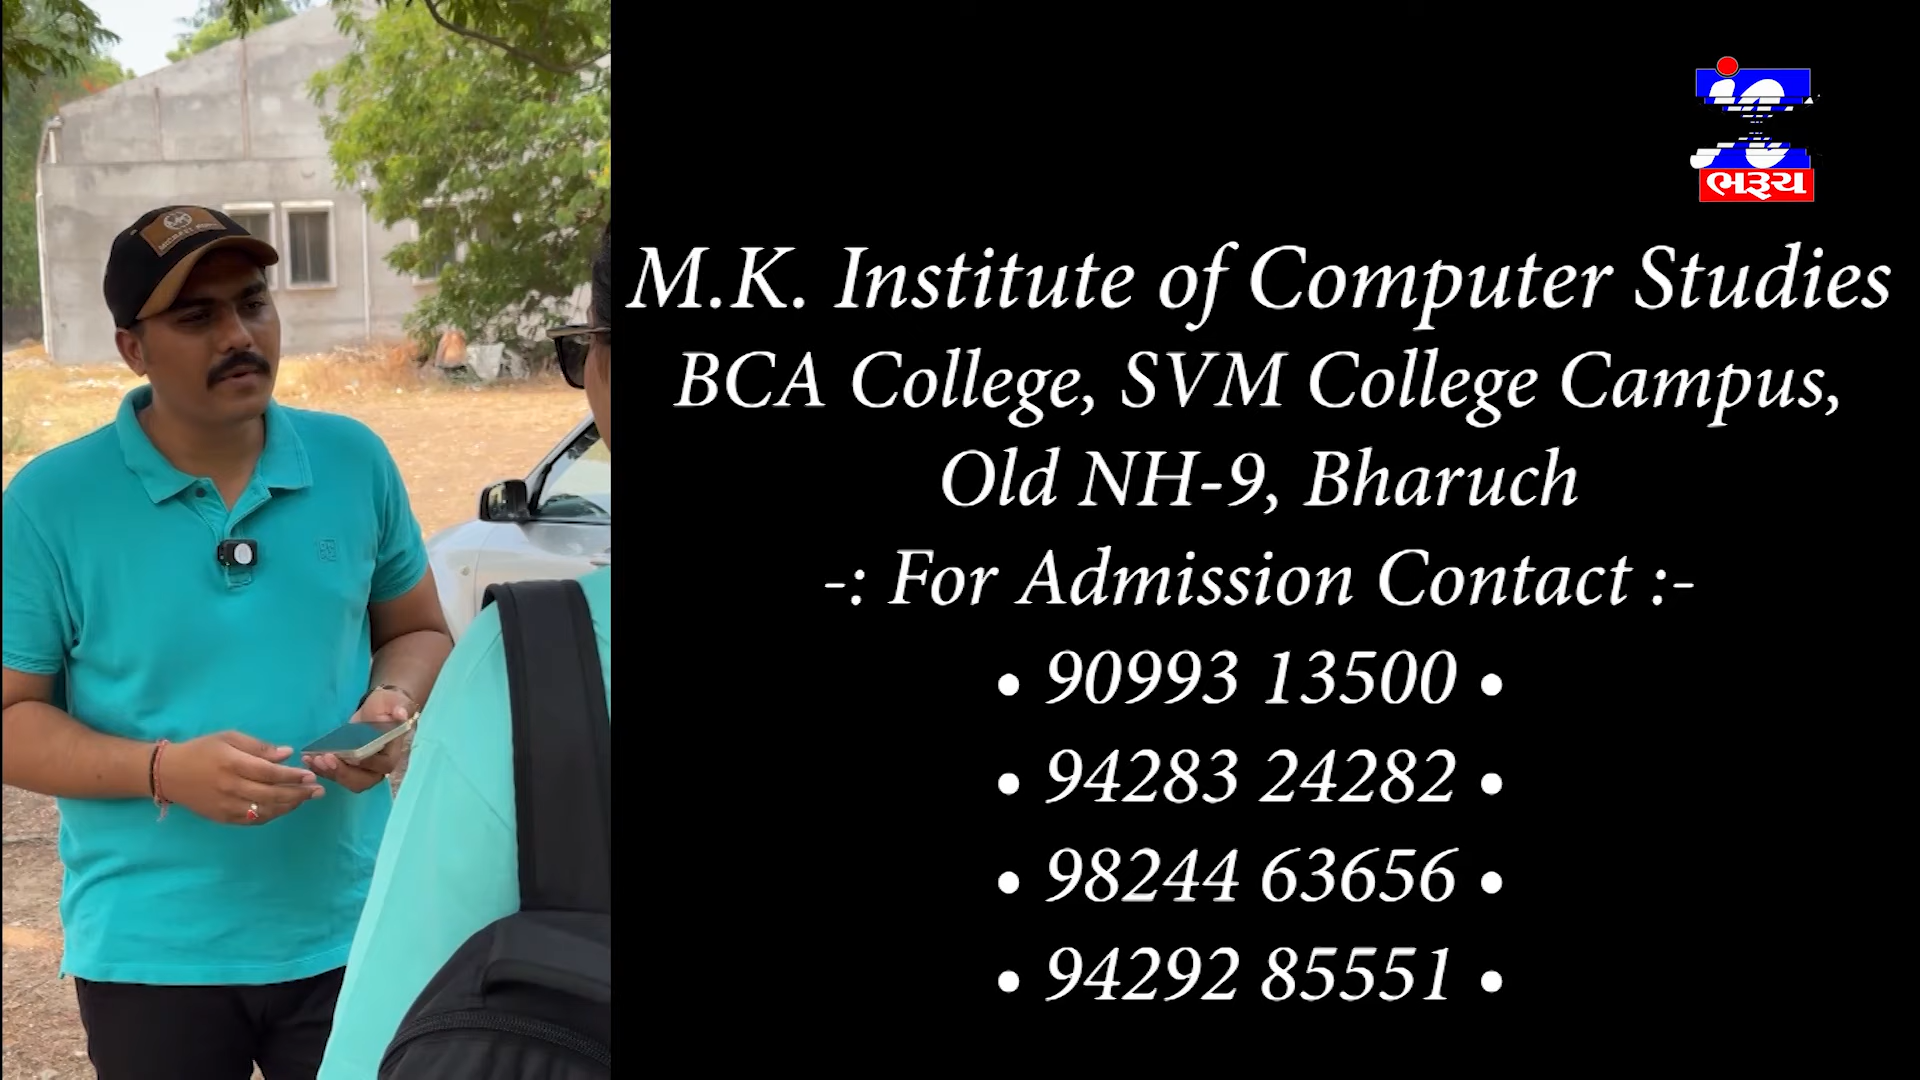 ભરૂચ
M.K. Institute of Computer Studies
BCA College, SVM College Campus,
Old NH-9, Bharuch
-: For Admission Contact :-
• 90993 13500 •
• 94283 24282 •
• 98244 63656 •
• 94292 85551 •